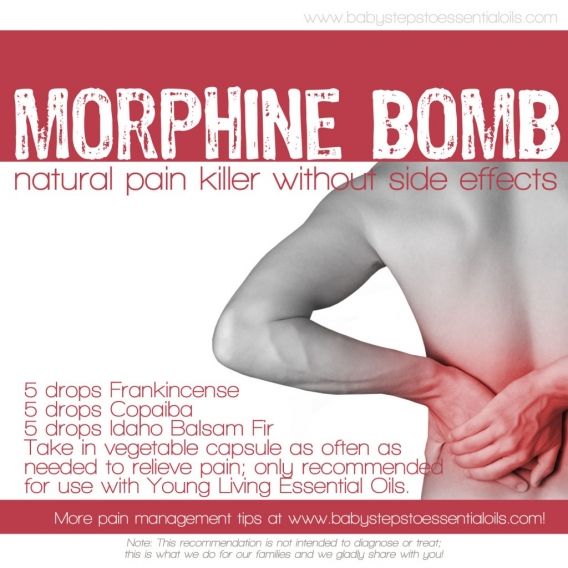 www.babystepstoessentialoils.com
MORPHINE BOMB
natural pain killer without side effects
5 drops Frankincense
5 drops Copaiba
5 drops Idaho Balsam Fir
Take in vegetable capsule as often as
needed to relieve pain; only recommended
for use with Young Living Essential Oils.
More pain management tips at www.babystepstoessentialoils.com!
Note: This recommendation is not intended to diagnose or treat;
this is what we do for our families and we gladly share with you!